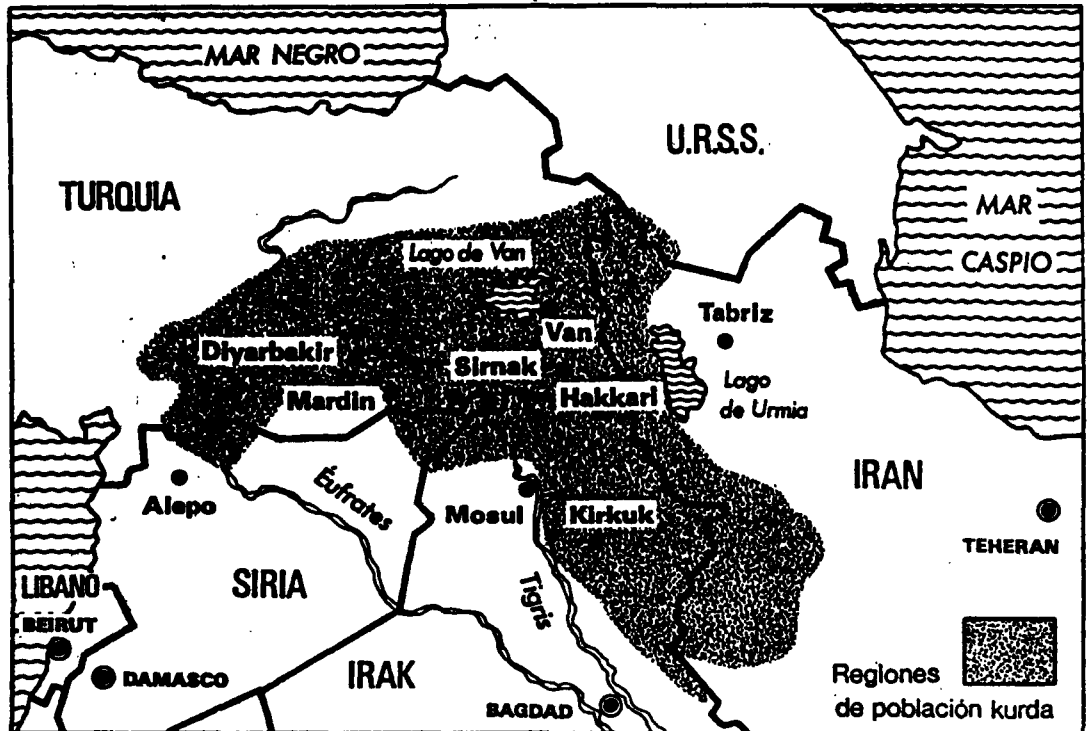 MAR NEGRO
U.R.S.S.
TURQUIA
MAR
CASPIO
Lago de Van
Tabriz
Van
Diyarbakir
Sirnak
Lago
de Urmia
Mardin
Hakkari
IRAN
Éufrates
Alepo
Mosul
Kirkuk
TEHERAN
LIBANO
SIRIA
Tigris
BEIRUT
DAMASCO
IRAK
BAGDAD
Regiones
de población kurda